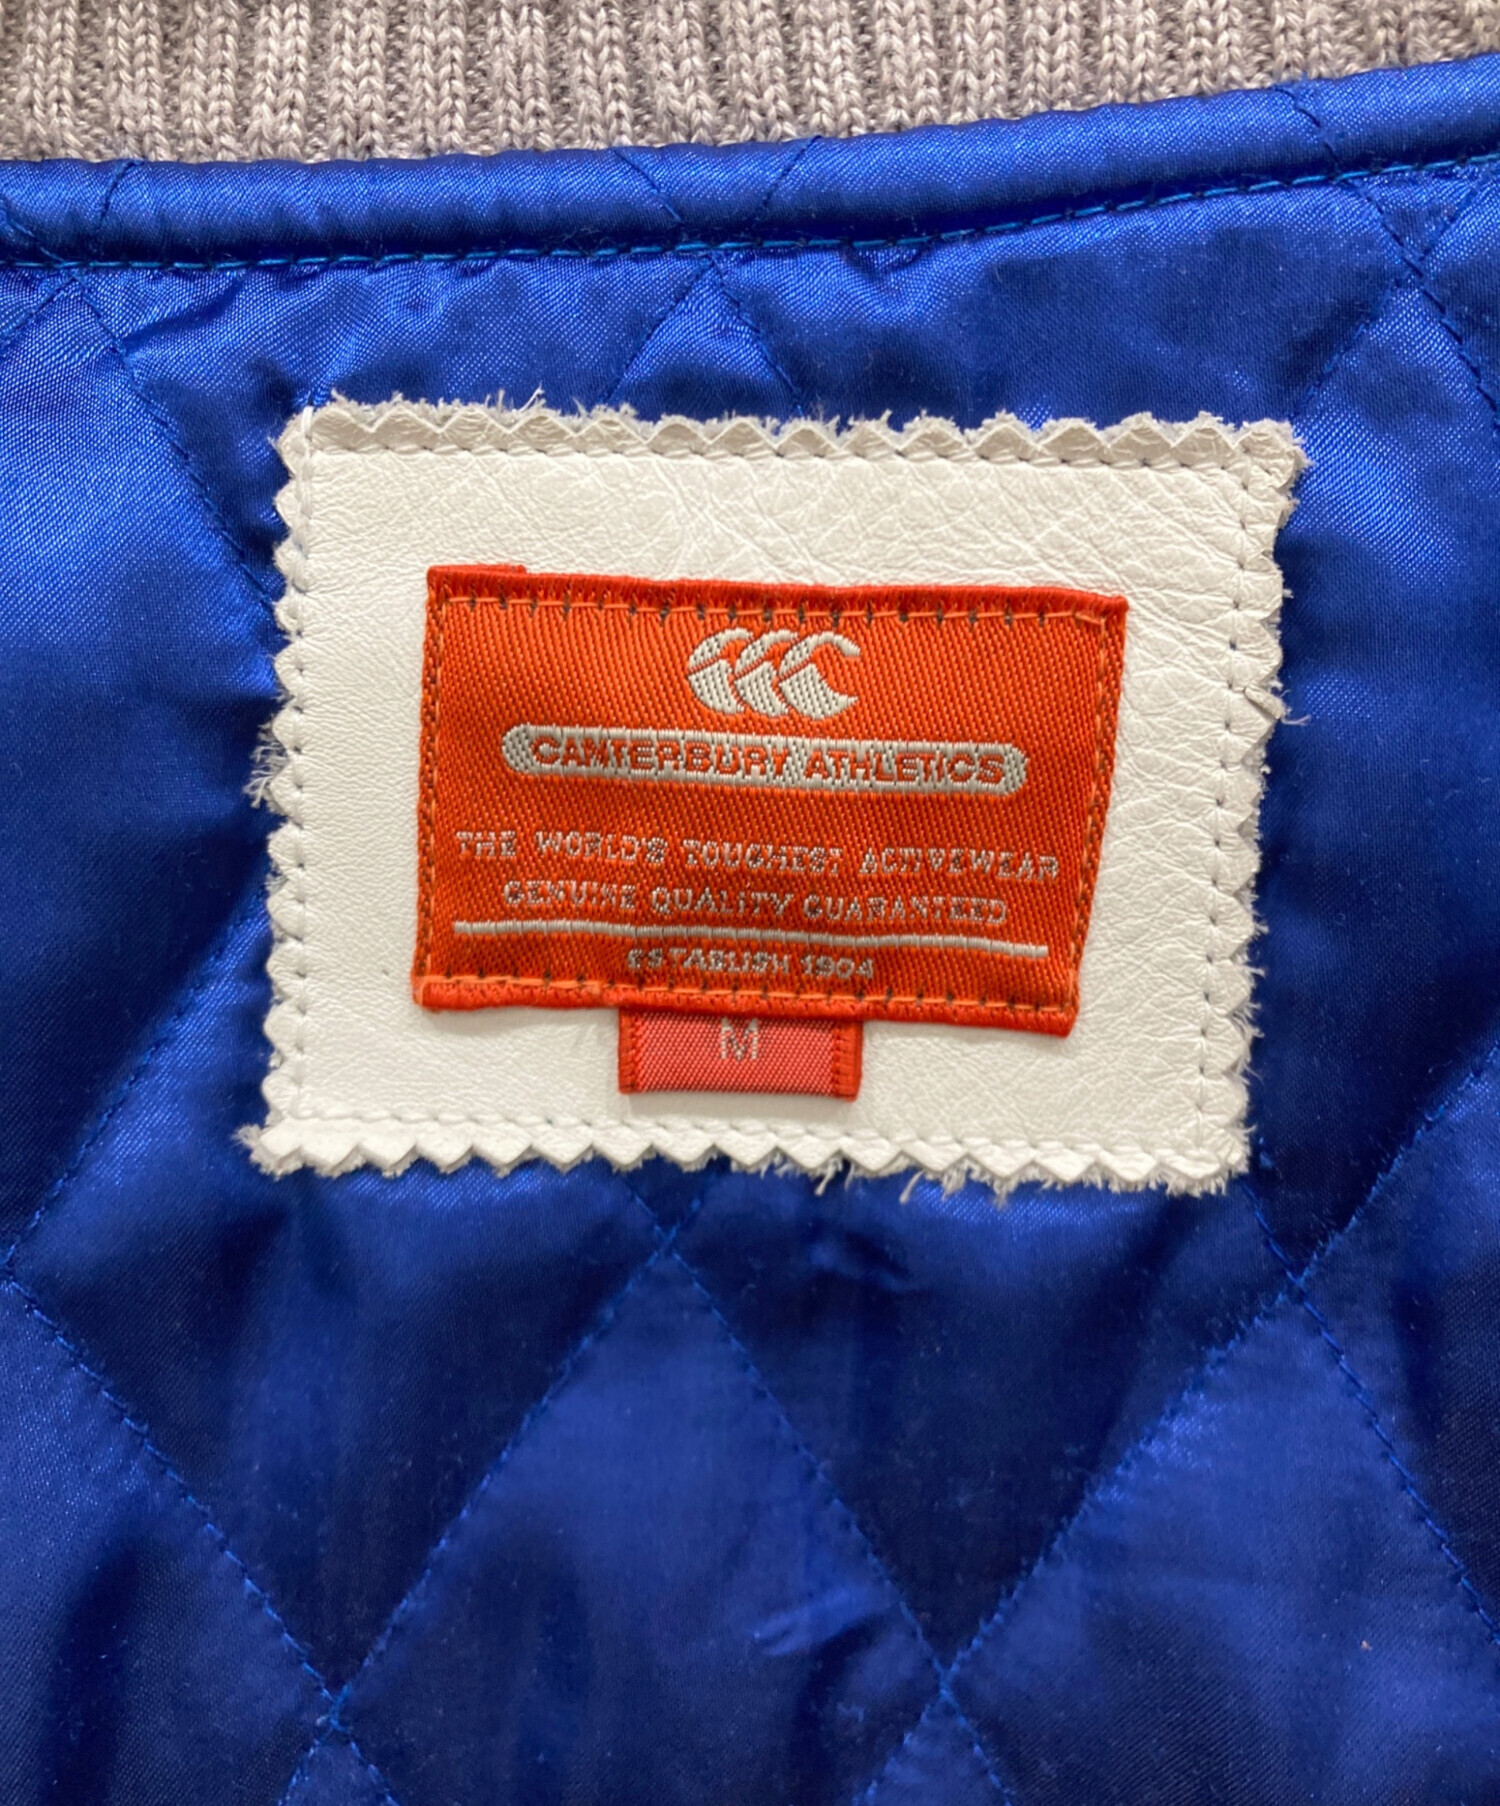 CANTERBURY ATHLETICS
THE WORLD'S TOUGHEST ACTIVEWEAR
GENUINE QUALITY GUARANTEED
ESTABLISH 1904
M